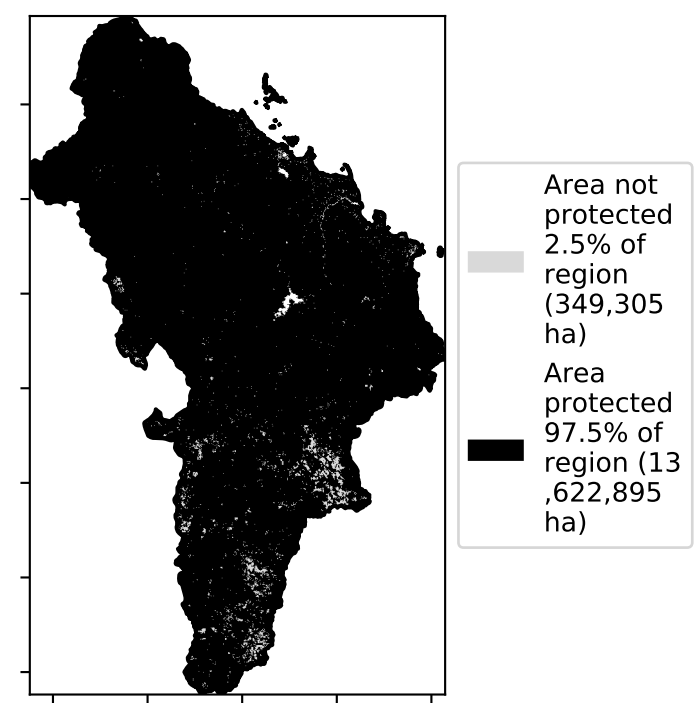 Area not
protected
2.5% of
region
(349,305
ha)
Area
protected
97.5% of
region (13
,622,895
ha)